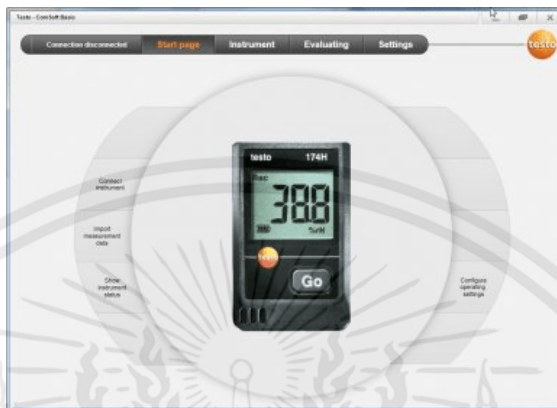 Testo - ComSoft Basic
Connection disconnected Start page Instrument Evaluating Settings
testo
testo 174H
Rec
38.8
%rH
testo
Go
Connect
instrument
Import
measurement
data
Show
instrument
status
Configure
operating
settings